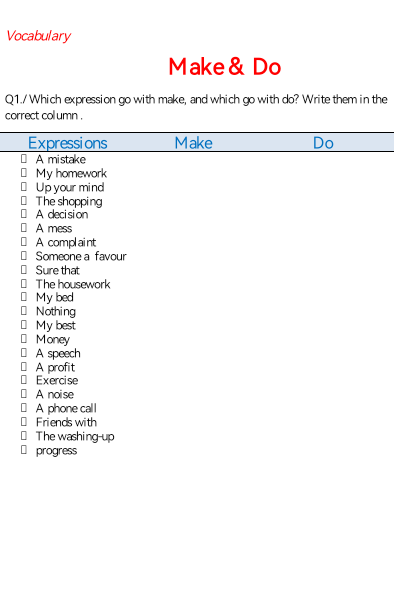 Vocabulary
Make & Do
Q1./ Which expression go with make, and which go with do? Write them in the
correct column .
Expressions Make Do
A mistake
My homework
Up your mind
The shopping
A decision
A mess
A complaint
Someone a favour
Sure that
The housework
My bed
Nothing
My best
Money
A speech
A profit
Exercise
A noise
A phone call
Friends with
The washing-up
progress